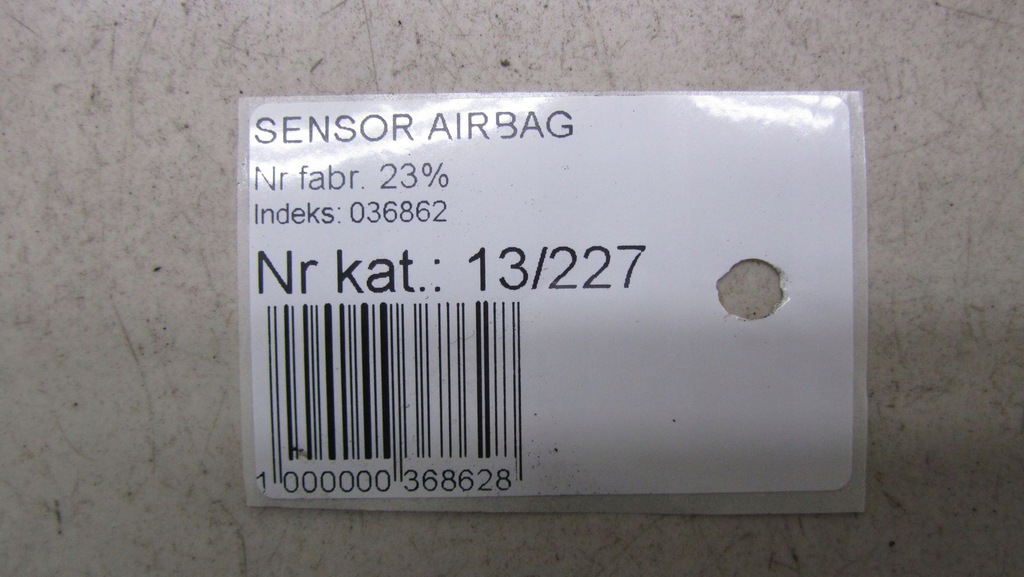 SENSOR AIRBAG
Nr fabr. 23%
Indeks: 036862
Nr kat.: 13/227
1 000000 368628